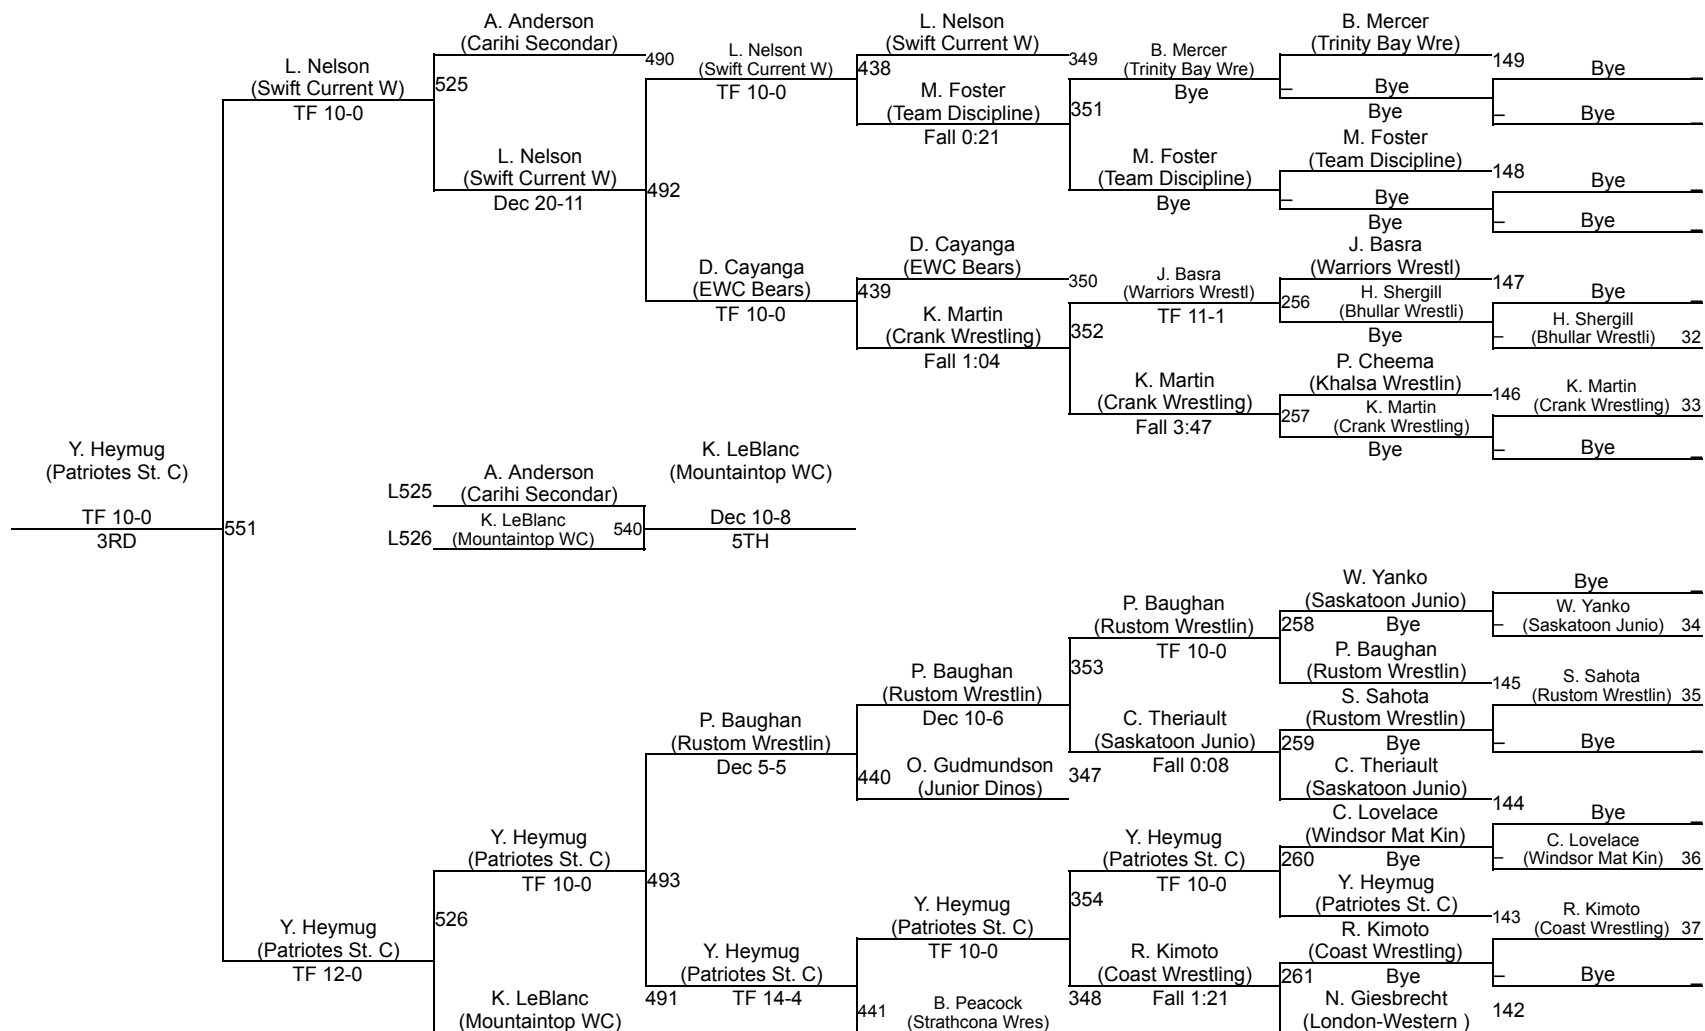 A. Anderson
(Carihi Secondar)
490
L. Nelson
(Swift Current W)
TF 10-0
525
L. Nelson
(Swift Current W)
Dec 20-11
492
L. Nelson
(Swift Current W)
TF 10-0
438
L. Nelson
(Swift Current W)
349
M. Foster
(Team Discipline)
Fall 0:21
351
B. Mercer
(Trinity Bay Wre)
Bye
B. Mercer
(Trinity Bay Wre)
149
Bye
Bye
Bye
Bye
M. Foster
(Team Discipline)
Bye
M. Foster
(Team Discipline)
148
Bye
Bye
Bye
Bye
D. Cayanga
(EWC Bears)
TF 10-0
439
D. Cayanga
(EWC Bears)
350
K. Martin
(Crank Wrestling)
Fall 1:04
352
J. Basra
(Warriors Wrestl)
TF 11-1
256
J. Basra
(Warriors Wrestl)
147
H. Shergill
(Bhullar Wrestli)
Bye
Bye
H. Shergill
(Bhullar Wrestli) 32
K. Martin
(Crank Wrestling)
Fall 3:47
257
P. Cheema
(Khalsa Wrestlin)
146
K. Martin
(Crank Wrestling)
Bye
K. Martin
(Crank Wrestling) 33
Bye
Y. Heymug
(Patriotes St. C)
TF 10-0
3RD
551
L525
A. Anderson
(Carihi Secondar)
L526
K. LeBlanc
(Mountaintop WC)
540
K. LeBlanc
(Mountaintop WC)
Dec 10-8
5TH
W. Yanko
(Saskatoon Junio)
Bye
Bye
W. Yanko
(Saskatoon Junio) 34
P. Baughan
(Rustom Wrestlin)
TF 10-0
258
P. Baughan
(Rustom Wrestlin)
145
353
P. Baughan
(Rustom Wrestlin)
Dec 10-6
S. Sahota
(Rustom Wrestlin)
Bye
S. Sahota
(Rustom Wrestlin) 35
Bye
C. Theriault
(Saskatoon Junio)
Fall 0:08
259
C. Theriault
(Saskatoon Junio)
144
P. Baughan
(Rustom Wrestlin)
Dec 5-5
440
O. Gudmundson
(Junior Dinos)
347
C. Lovelace
(Windsor Mat Kin)
Bye
Bye
C. Lovelace
(Windsor Mat Kin) 36
Y. Heymug
(Patriotes St. C)
TF 10-0
260
Y. Heymug
(Patriotes St. C)
143
Y. Heymug
(Patriotes St. C)
TF 10-0
493
354
Y. Heymug
(Patriotes St. C)
TF 10-0
R. Kimoto
(Coast Wrestling)
Bye
R. Kimoto
(Coast Wrestling) 37
Bye
Y. Heymug
(Patriotes St. C)
TF 12-0
526
Y. Heymug
(Patriotes St. C)
TF 14-4
R. Kimoto
(Coast Wrestling)
Fall 1:21
261
N. Giesbrecht
(London-Western )
142
K. LeBlanc
(Mountaintop WC)
491
441
B. Peacock
(Strathcona Wres)
348